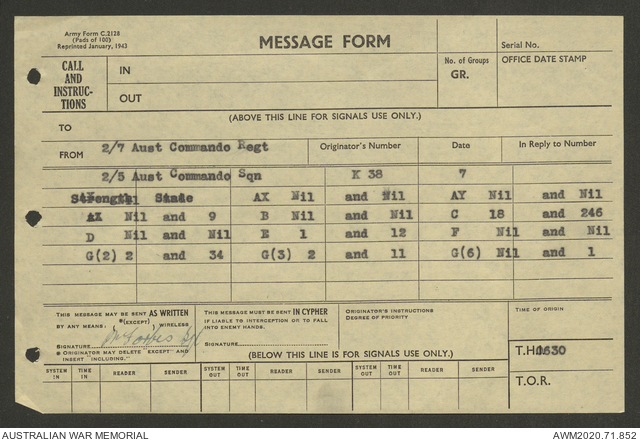 Army Form C.2128
(Pads of 100)
Reprinted January, 1943
MESSAGE FORM
Serial No.
CALL AND INSTRUC-TIONS
IN
OUT
No. of Groups
GR.
OFFICE DATE STAMP
(ABOVE THIS LINE FOR SIGNALS USE ONLY.)
TO
FROM 2/7 Aust Commando Regt Originator's Number Date In Reply to Number
2/5 Aust Commando Sqn K 38 7
Strength State AX Nil and Nil AY Nil and Nil
AX Nil and 9 B Nil and Nil C 18 and 246
D Nil and Nil E 1 and 12 F Nil and Nil
G(2) 2 and 34 G(3) 2 and 11 G(6) Nil and 1
THIS MESSAGE MAY BE SENT AS WRITTEN
BY ANY MEANS. *(EXCEPT) WIRELESS
SIGNATURE
* ORIGINATOR MAY DELETE "EXCEPT" AND
INSERT "INCLUDING."
THIS MESSAGE MUST BE SENT IN CYPHER
IF LIABLE TO INTERCEPTION OR TO FALL
INTO ENEMY HANDS.
SIGNATURE
ORIGINATOR'S INSTRUCTIONS
DEGREE OF PRIORITY
TIME OF ORIGIN
(BELOW THIS LINE IS FOR SIGNALS USE ONLY.)
T.H. 1630
SYSTEM IN TIME IN READER SENDER SYSTEM OUT TIME OUT READER SENDER SYSTEM OUT TIME OUT READER SENDER
T.O.R.
AUSTRALIAN WAR MEMORIAL
AWM2020.71.852